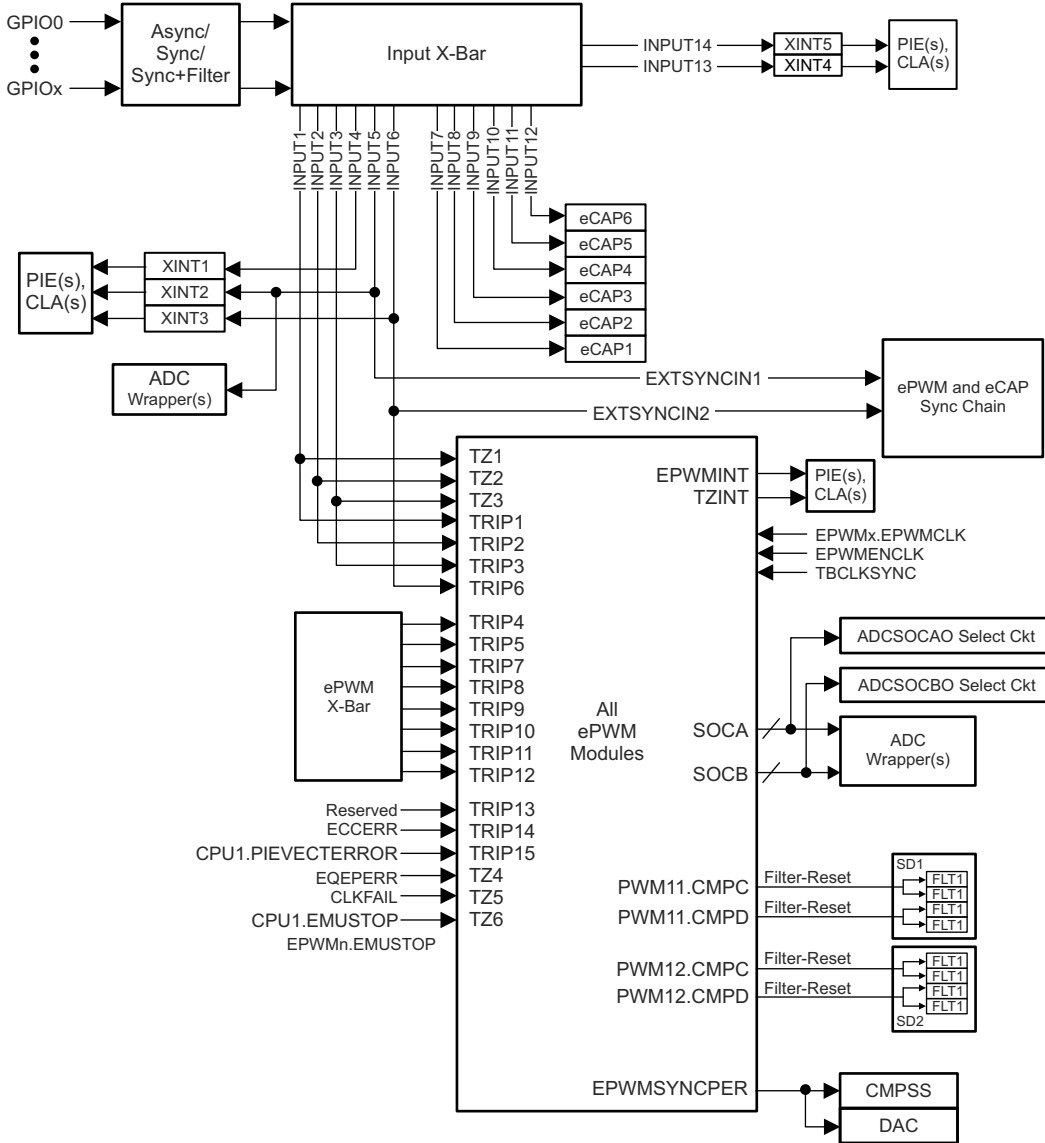 GPIO0
GPIOx
Async/
Sync/
Sync+Filter
Input X-Bar
INPUT14
INPUT13
XINT5
XINT4
PIE(s),
CLA(s)
INPUT1
INPUT2
INPUT3
INPUT4
INPUT5
INPUT6
INPUT7
INPUT8
INPUT9
INPUT10
INPUT11
INPUT12
eCAP6
eCAP5
eCAP4
eCAP3
eCAP2
eCAP1
PIE(s),
CLA(s)
XINT1
XINT2
XINT3
ADC
Wrapper(s)
EXTSYNCIN1
EXTSYNCIN2
ePWM and eCAP
Sync Chain
TZ1
TZ2
TZ3
TRIP1
TRIP2
TRIP3
TRIP6
EPWMINT
TZINT
PIE(s),
CLA(s)
EPWMx.EPWMCLK
EPWMENCLK
TBCLKSYNC
ePWM
X-Bar
TRIP4
TRIP5
TRIP7
TRIP8
TRIP9
TRIP10
TRIP11
TRIP12
All
ePWM
Modules
SOCA
SOCB
ADCSOCAO Select Ckt
ADCSOCBO Select Ckt
ADC
Wrapper(s)
Reserved
ECCERR
CPU1.PIEVECTERROR
EQEPERR
CLKFAIL
CPU1.EMUSTOP
EPWMn.EMUSTOP
TRIP13
TRIP14
TRIP15
TZ4
TZ5
TZ6
PWM11.CMPC
PWM11.CMPD
PWM12.CMPC
PWM12.CMPD
Filter-Reset
Filter-Reset
Filter-Reset
Filter-Reset
SD1
FLT1
FLT1
FLT1
FLT1
FLT1
FLT1
FLT1
FLT1
SD2
EPWMSYNCPER
CMPSS
DAC